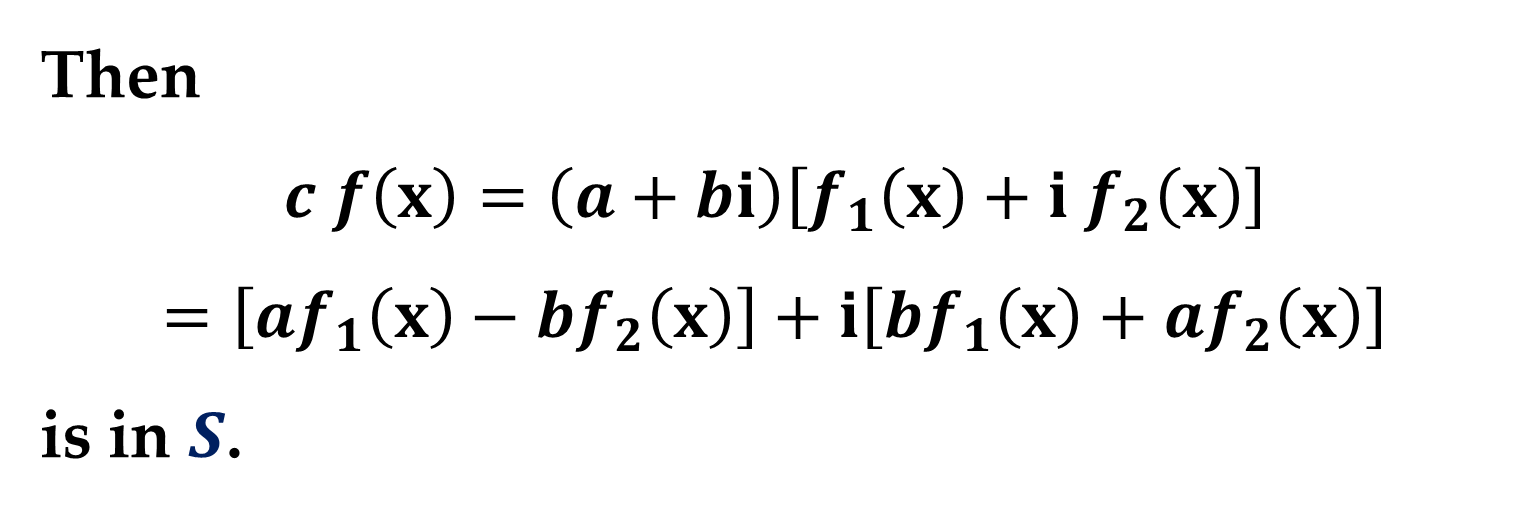 Then
c f(x) = (a + bi)[f₁(x) + i f₂(x)]
= [af₁(x) − bf₂(x)] + i[bf₁(x) + af₂(x)]
is in S.